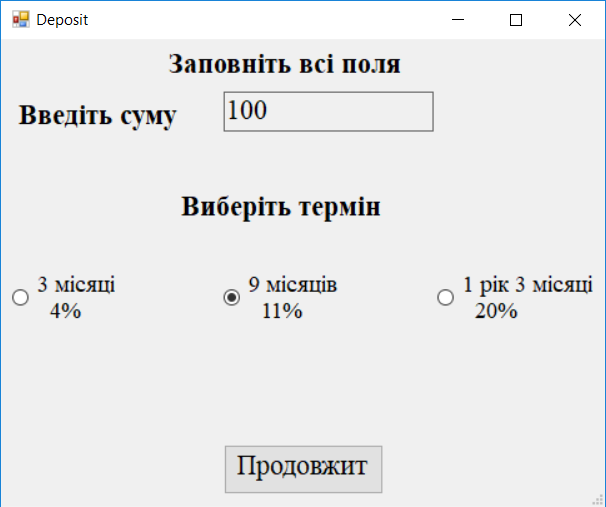 Deposit
Заповніть всі поля
Введіть суму
100
Виберіть термін
3 місяці
4%
9 місяців
11%
1 рік 3 місяці
20%
Продовжит